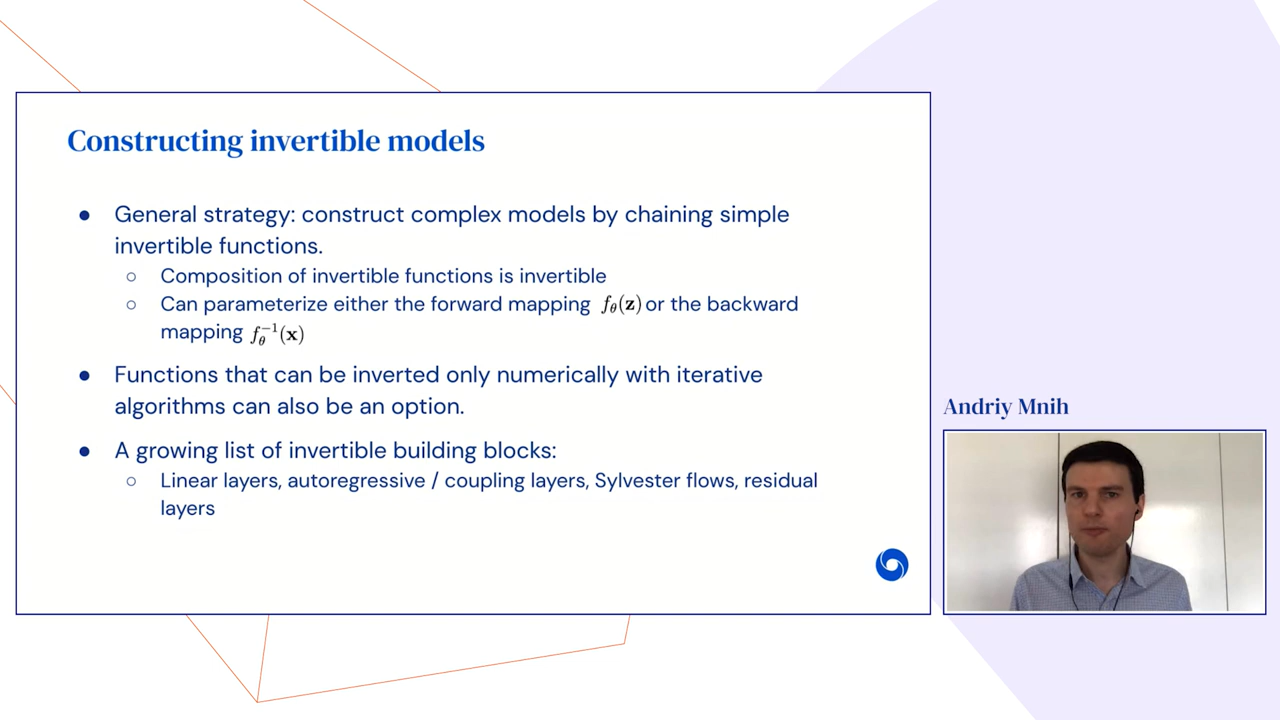 Constructing invertible models
● General strategy: construct complex models by chaining simple
invertible functions.
○ Composition of invertible functions is invertible
○ Can parameterize either the forward mapping f_θ(𝐳) or the backward
mapping f_θ^{-1}(𝐱)
● Functions that can be inverted only numerically with iterative
algorithms can also be an option.
● A growing list of invertible building blocks:
○ Linear layers, autoregressive / coupling layers, Sylvester flows, residual
layers
Andriy Mnih